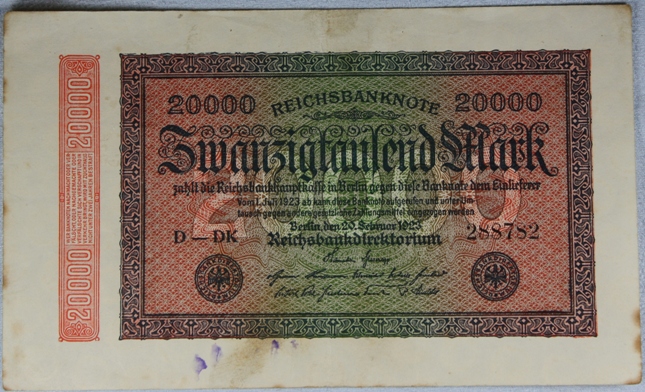 20000 REICHSBANKNOTE 20000
Zwanzigtausend Mark
zahlt die Reichsbankhauptkasse in Berlin gegen diese Banknote dem Einlieferer
Vom 1. Juli 1923 ab kann diese Banknote aufgerufen und unter Um-
tausch gegen andere gesetzliche Zahlungsmittel eingezogen werden
Berlin, den 20. Februar 1923
Reichsbankdirektorium
D—DK 288782
20000
20000